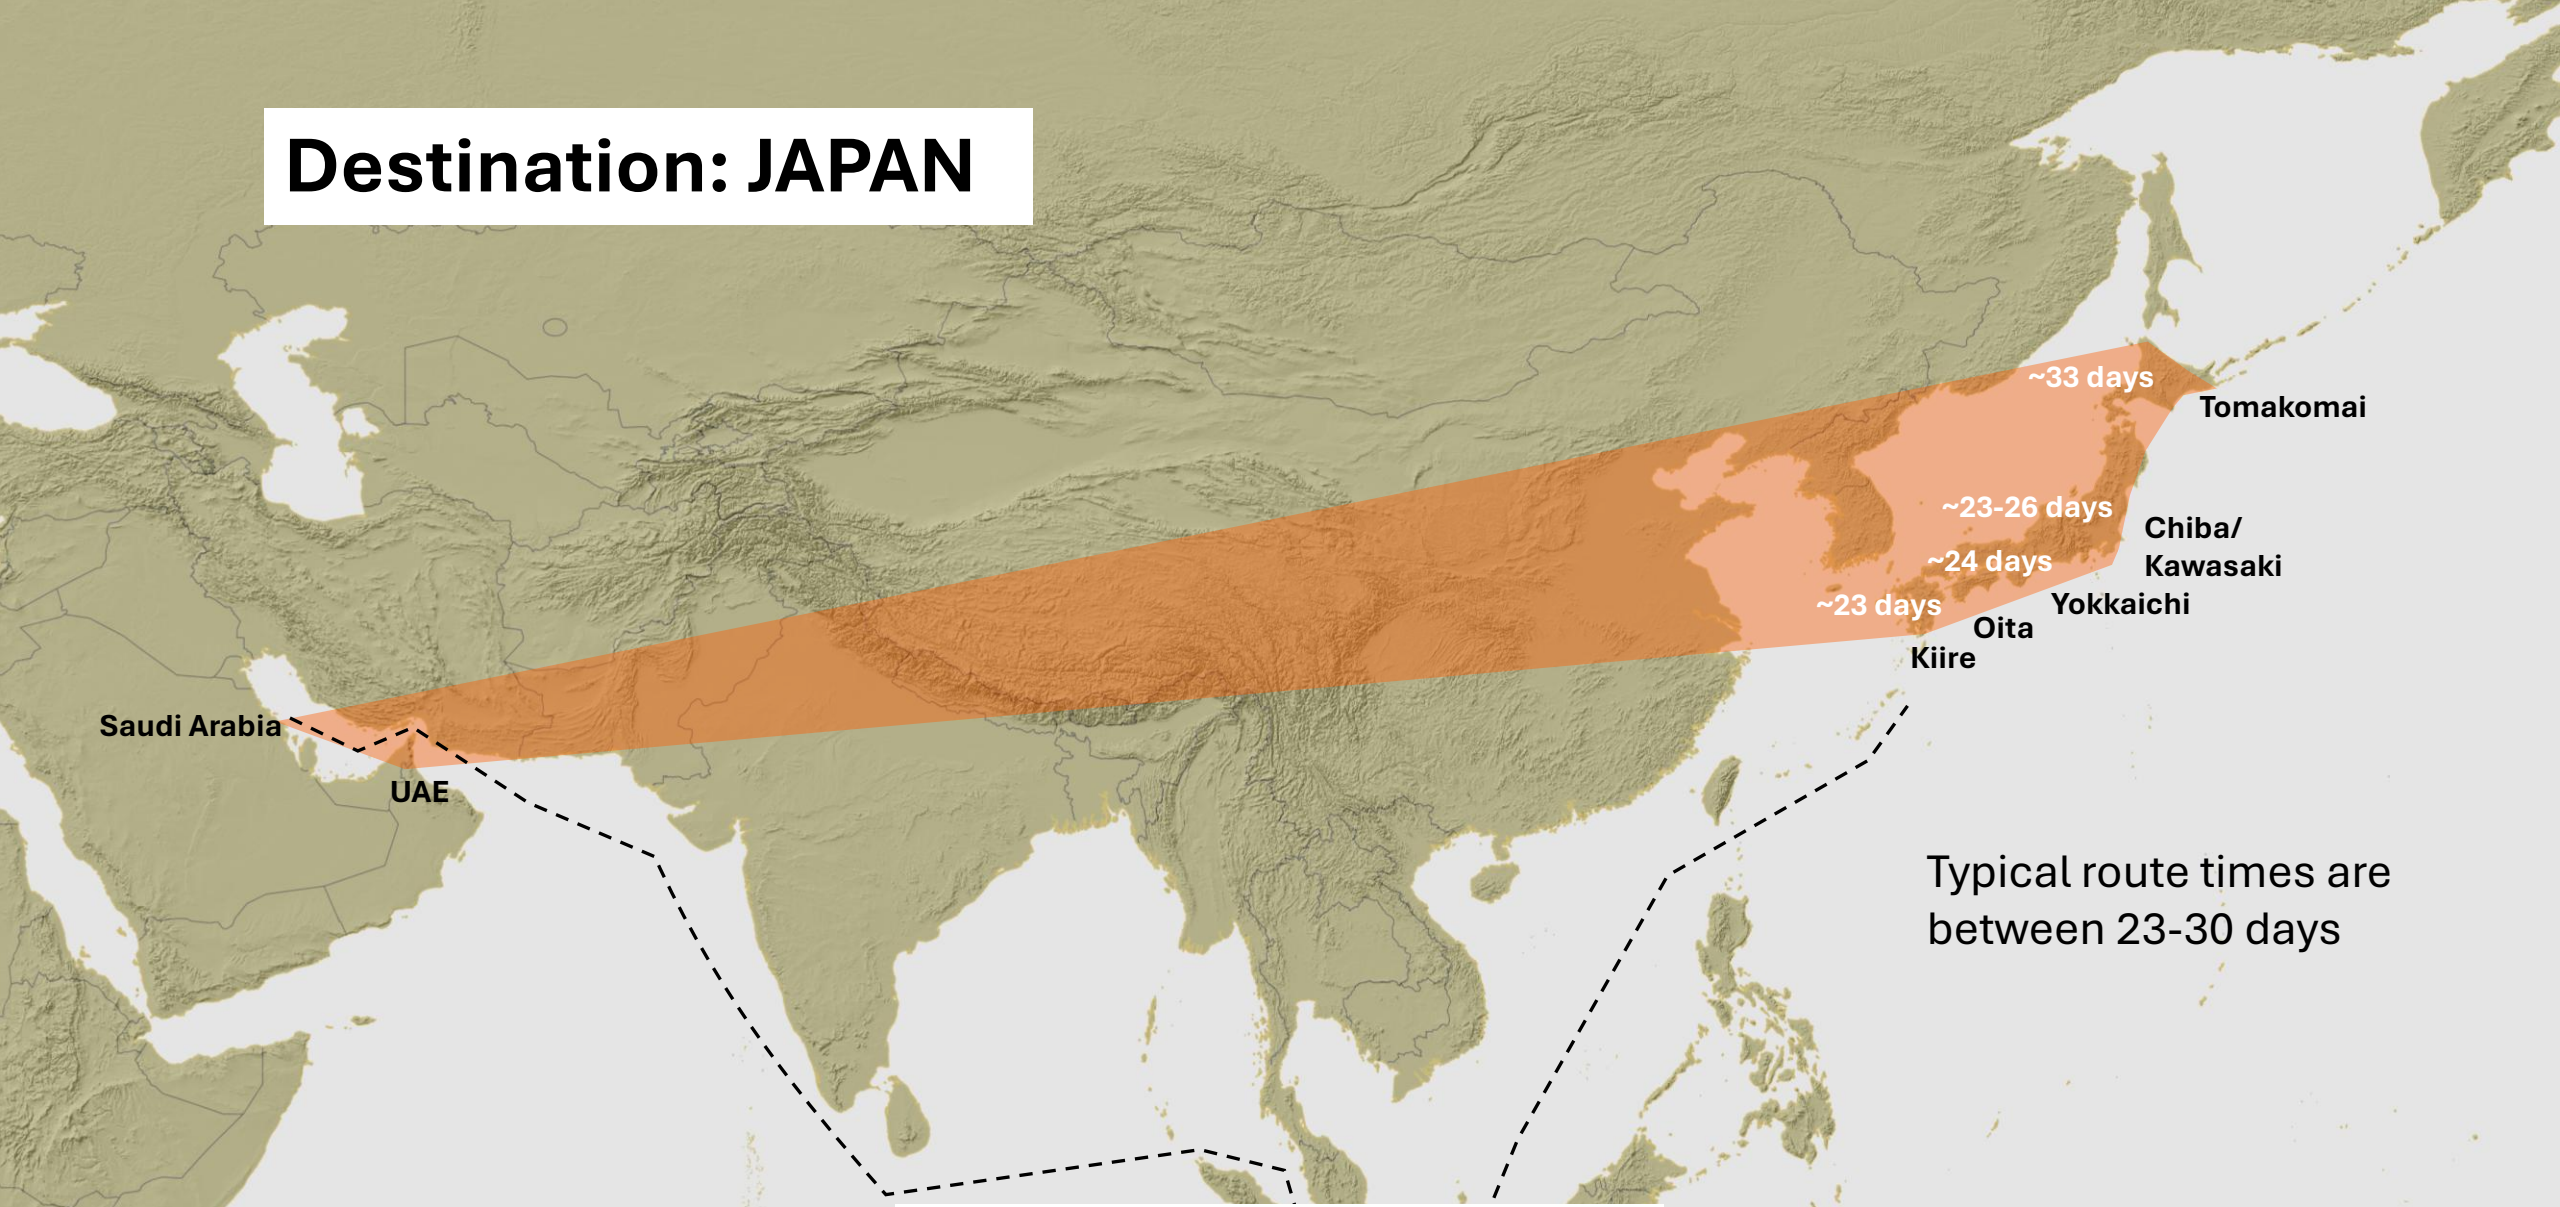 Destination: JAPAN
~33 days
Tomakomai
~23-26 days
Chiba/
Kawasaki
~24 days
Yokkaichi
~23 days
Oita
Kiire
Saudi Arabia
UAE
Typical route times are
between 23-30 days